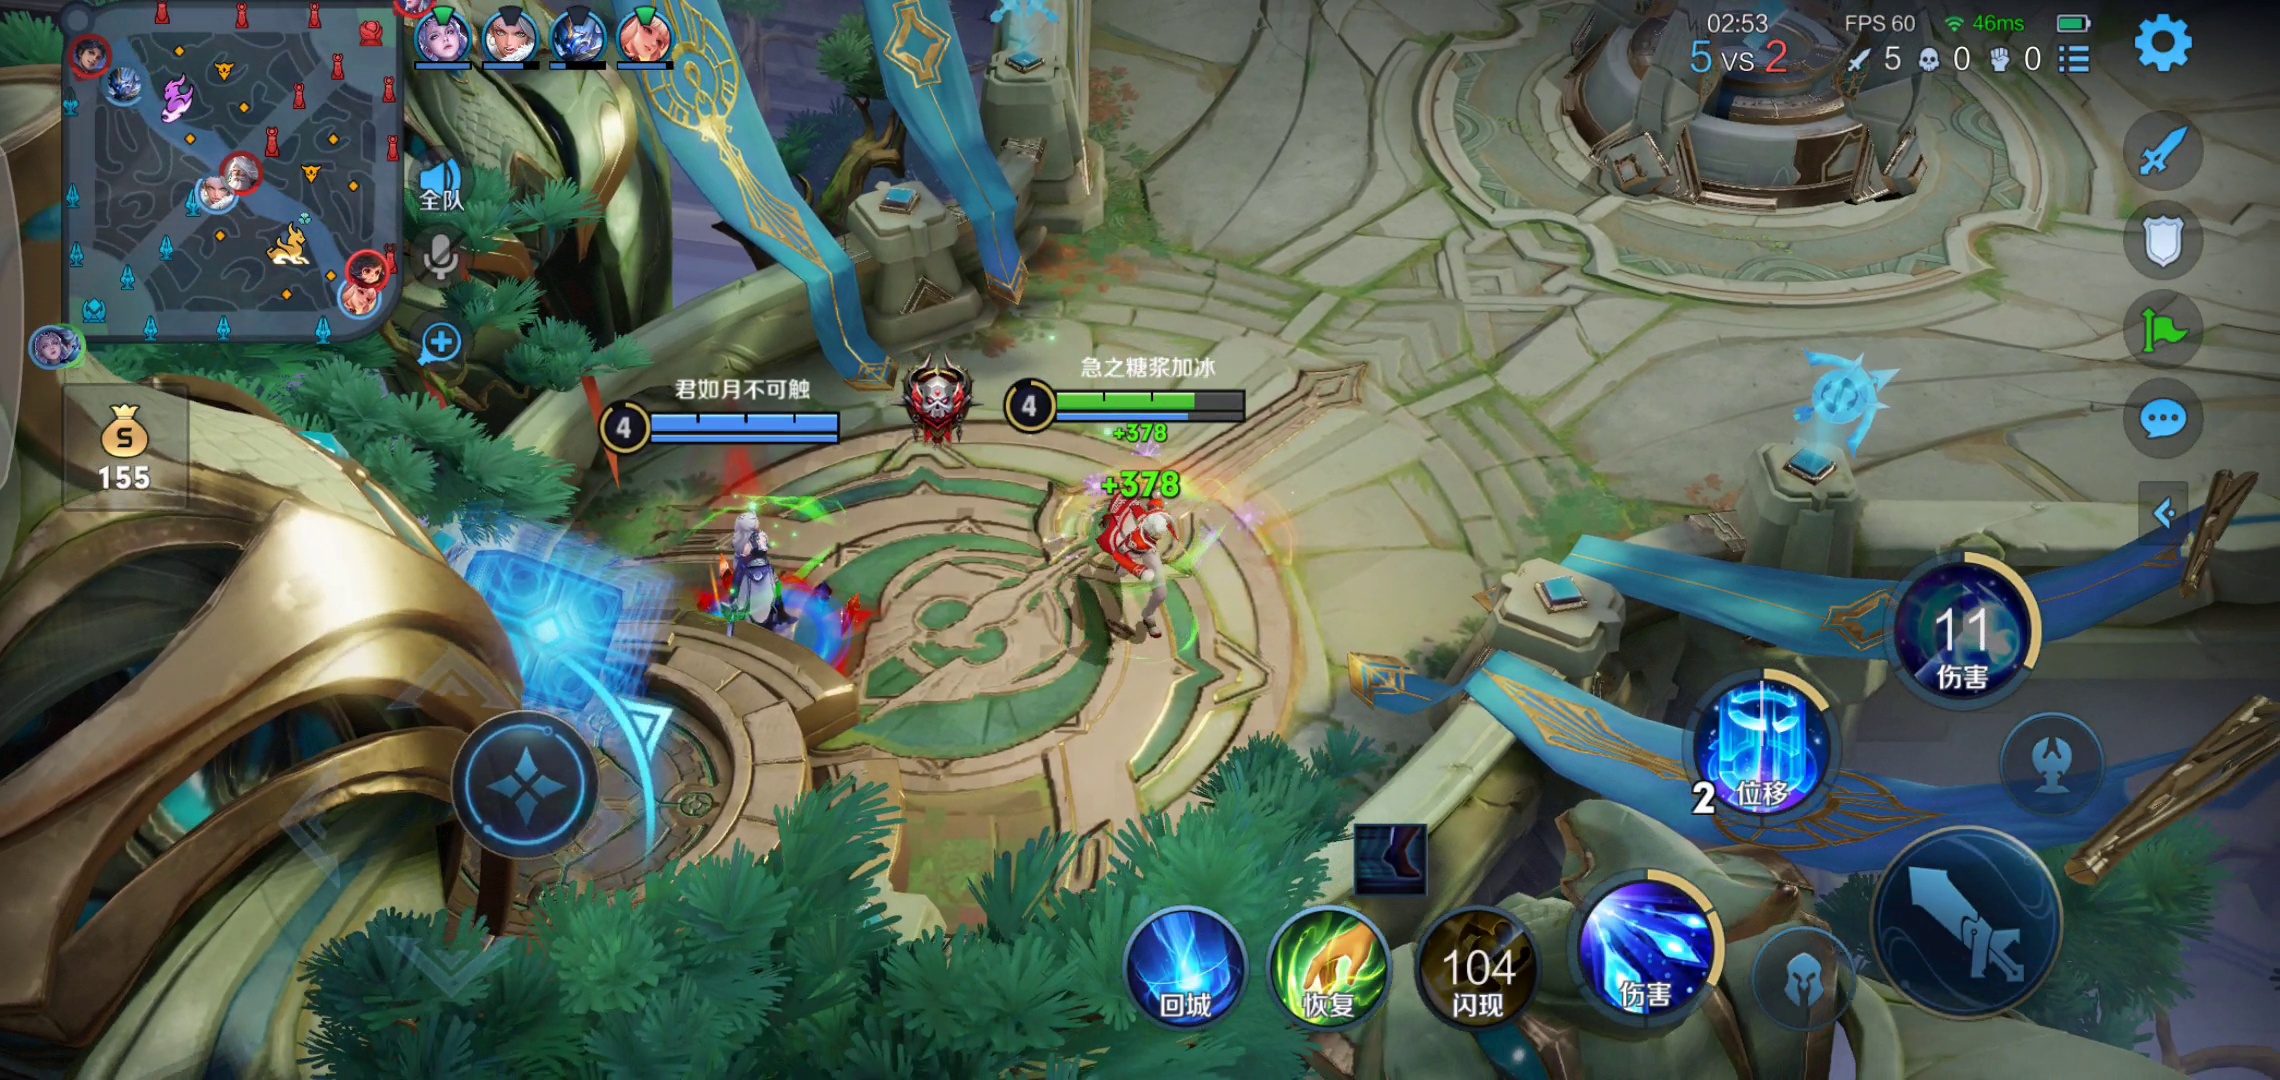 02:53
FPS 60
46ms
5 VS 2
5
0
0
全队
急之糖浆加冰
君如月不可触
4
4
+378
+378
S
155
11
伤害
2
位移
回城
恢复
104
闪现
伤害